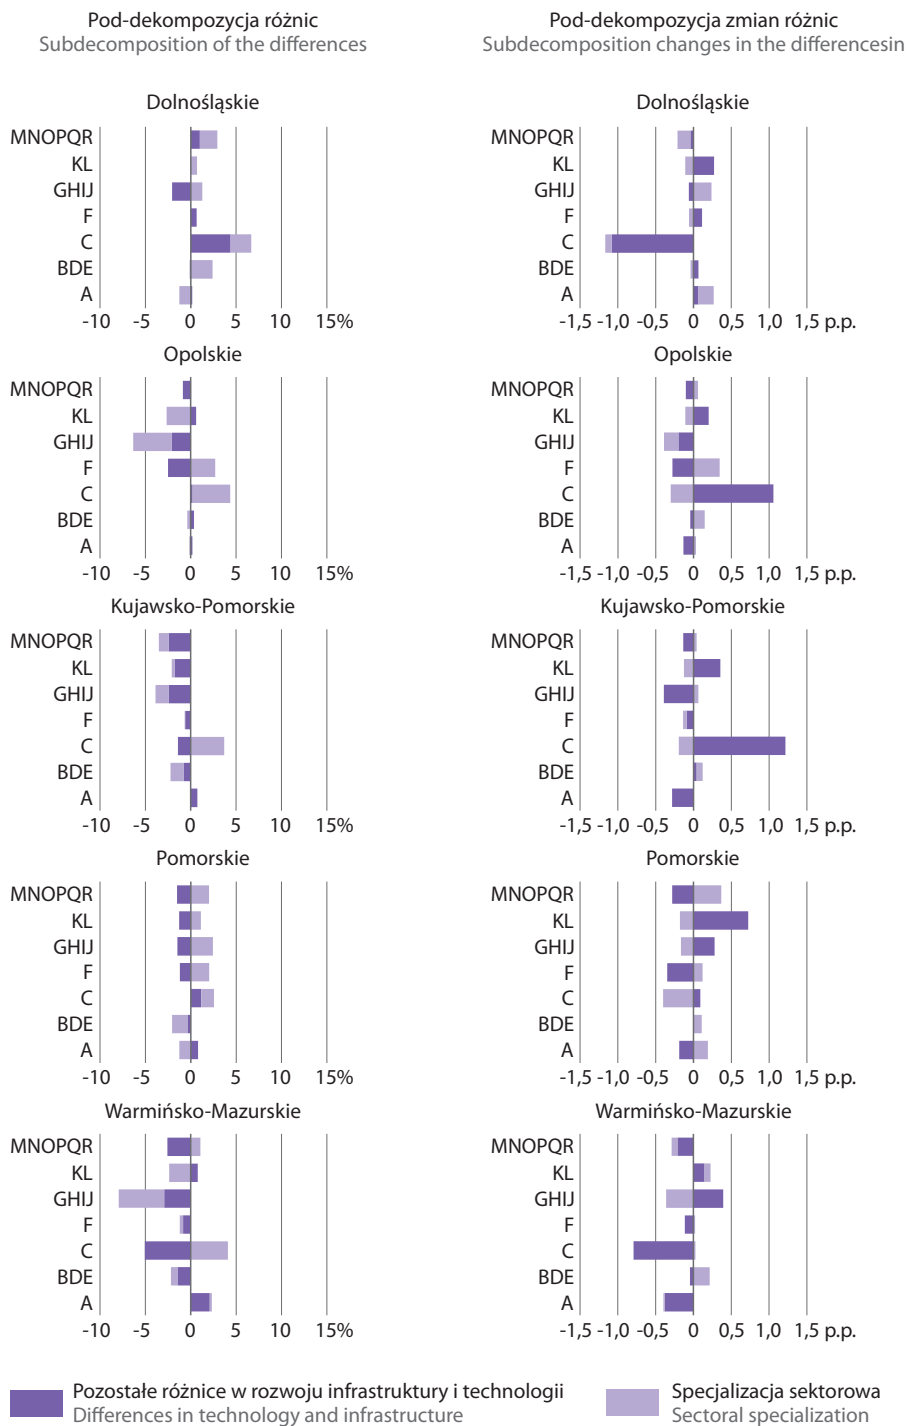 Pod-dekompozycja różnic
Subdecomposition of the differences
Pod-dekompozycja zmian różnic
Subdecomposition changes in the differencesin
Dolnośląskie
MNOPQR
KL
GHIJ
F
C
BDE
A
-10 -5 0 5 10 15%
Dolnośląskie
MNOPQR
KL
GHIJ
F
C
BDE
A
-1,5 -1,0 -0,5 0 0,5 1,0 1,5 p.p.
Opolskie
MNOPQR
KL
GHIJ
F
C
BDE
A
-10 -5 0 5 10 15%
Opolskie
MNOPQR
KL
GHIJ
F
C
BDE
A
-1,5 -1,0 -0,5 0 0,5 1,0 1,5 p.p.
Kujawsko-Pomorskie
MNOPQR
KL
GHIJ
F
C
BDE
A
-10 -5 0 5 10 15%
Kujawsko-Pomorskie
MNOPQR
KL
GHIJ
F
C
BDE
A
-1,5 -1,0 -0,5 0 0,5 1,0 1,5 p.p.
Pomorskie
MNOPQR
KL
GHIJ
F
C
BDE
A
-10 -5 0 5 10 15%
Pomorskie
MNOPQR
KL
GHIJ
F
C
BDE
A
-1,5 -1,0 -0,5 0 0,5 1,0 1,5 p.p.
Warmińsko-Mazurskie
MNOPQR
KL
GHIJ
F
C
BDE
A
-10 -5 0 5 10 15%
Warmińsko-Mazurskie
MNOPQR
KL
GHIJ
F
C
BDE
A
-1,5 -1,0 -0,5 0 0,5 1,0 1,5 p.p.
Pozostałe różnice w rozwoju infrastruktury i technologii
Differences in technology and infrastructure
Specjalizacja sektorowa
Sectoral specialization